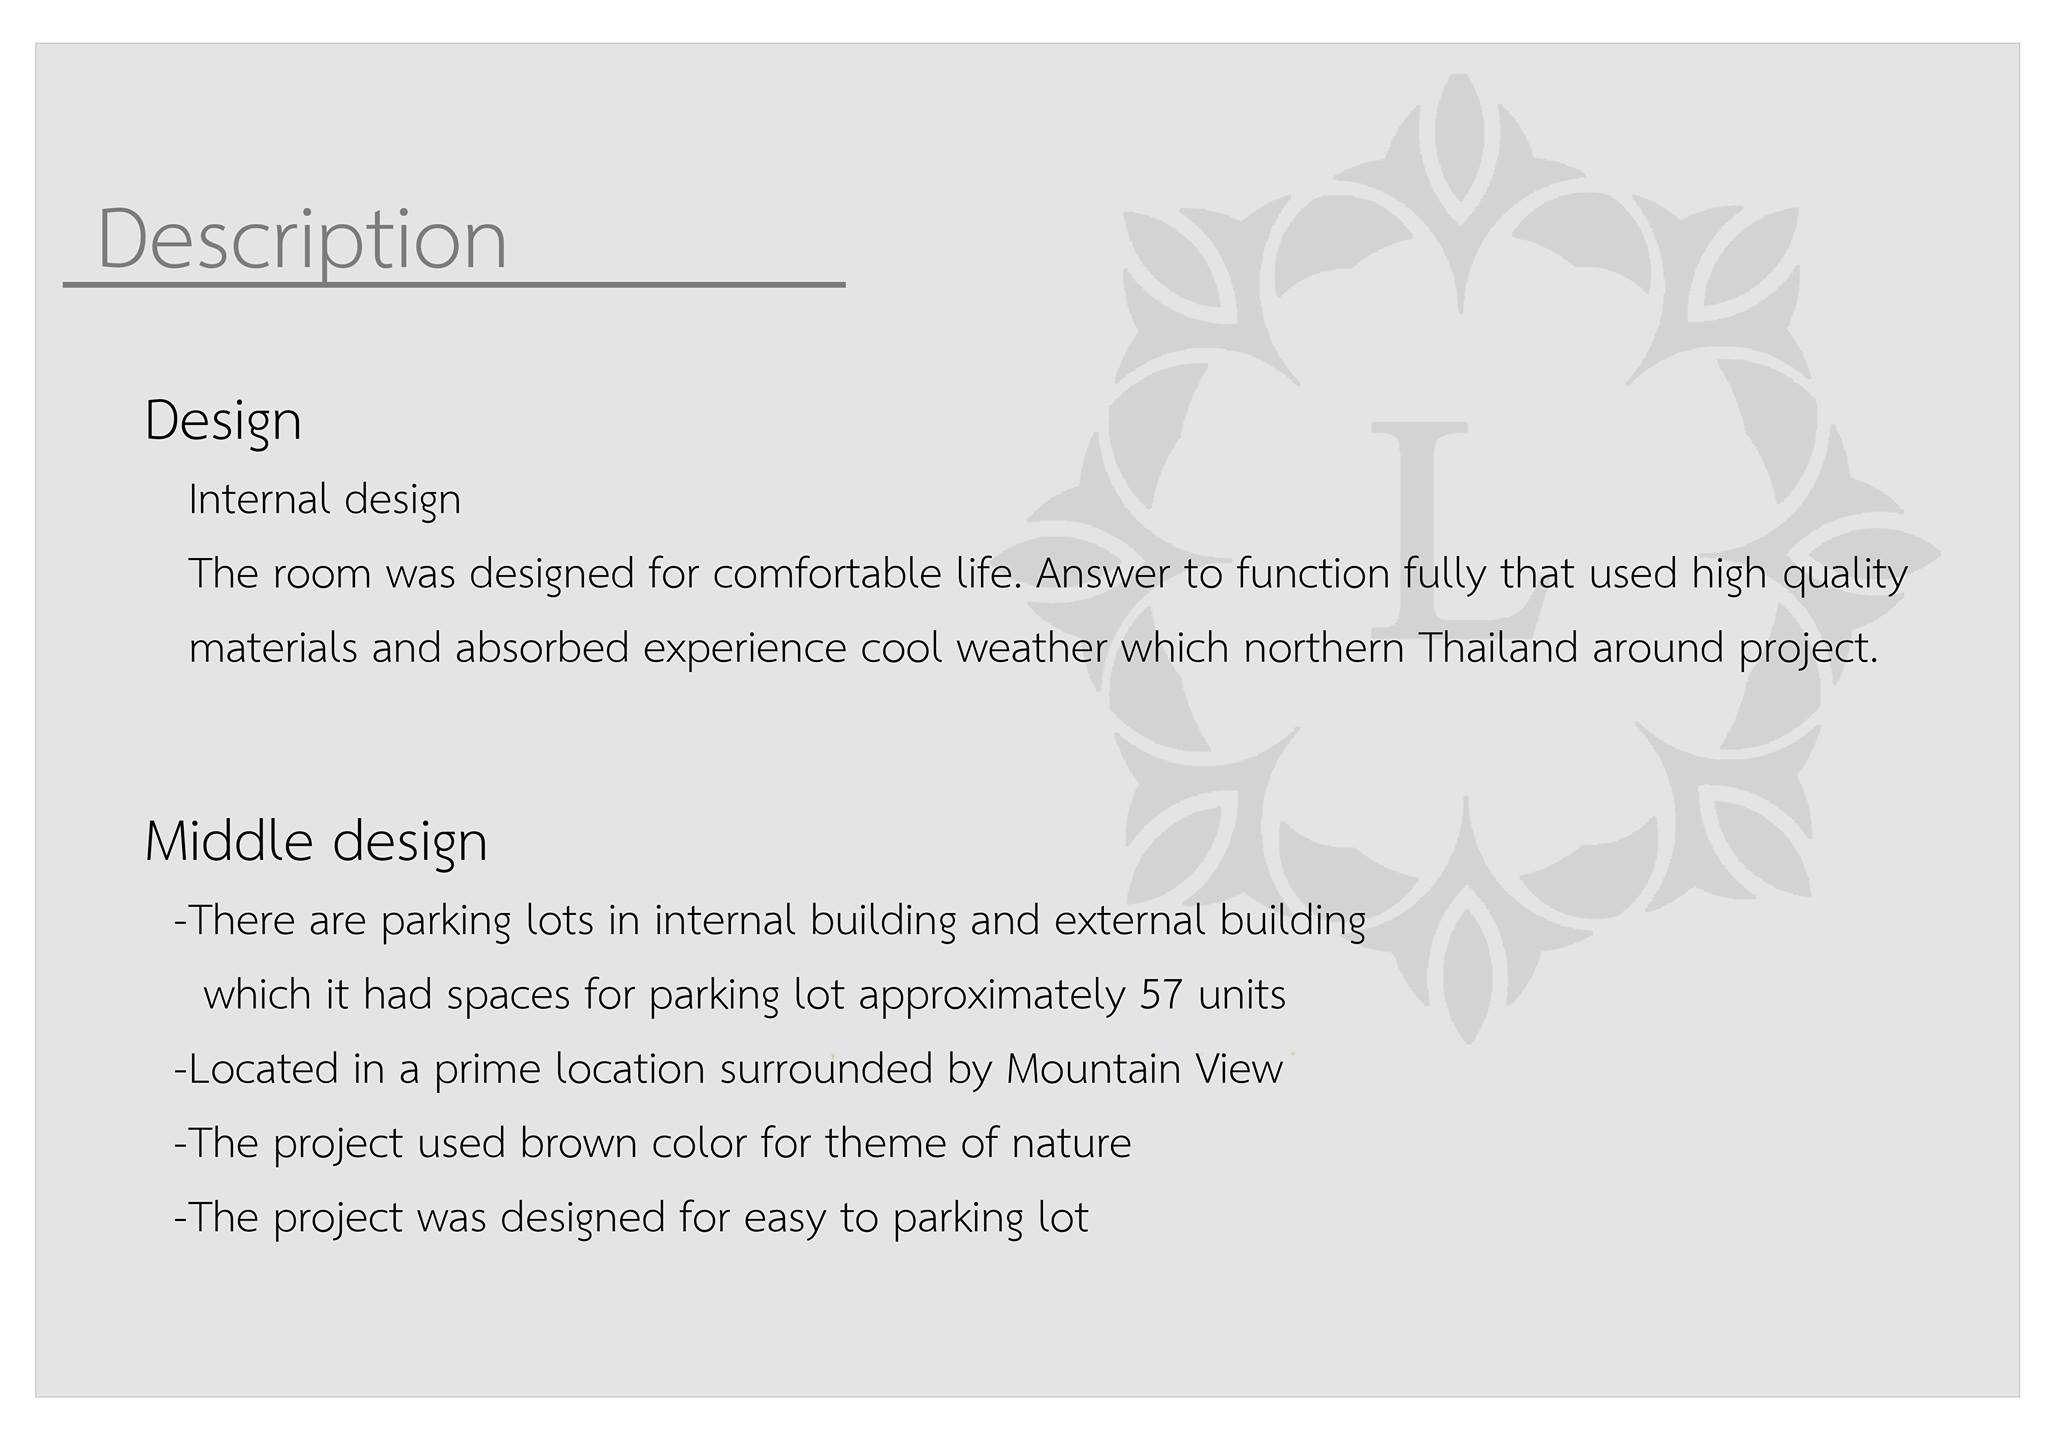 Description
Design
Internal design
The room was designed for comfortable life. Answer to function fully that used high quality
materials and absorbed experience cool weather which northern Thailand around project.
L
Middle design
-There are parking lots in internal building and external building
which it had spaces for parking lot approximately 57 units
-Located in a prime location surrounded by Mountain View
-The project used brown color for theme of nature
-The project was designed for easy to parking lot